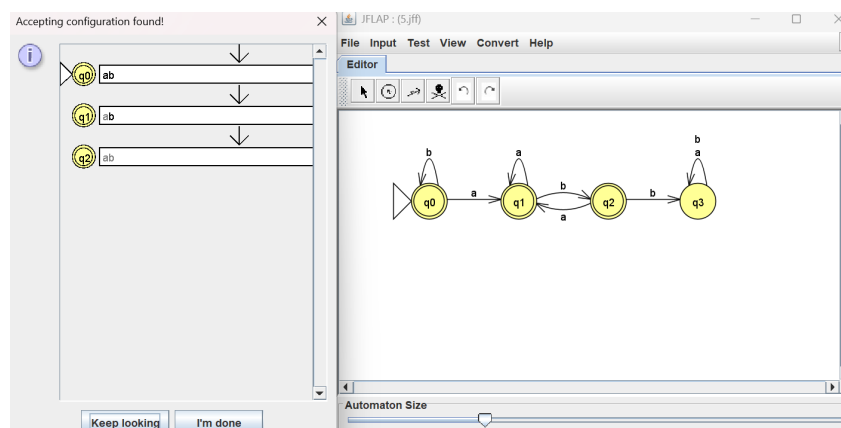 Accepting configuration found!
q0 ab
q1 ab
q2 ab
Keep looking
I'm done
JFLAP : (5.jff)
File Input Test View Convert Help
Editor
b
a
b
a
q0
a
q1
b
a
q2
b
q3
Automaton Size